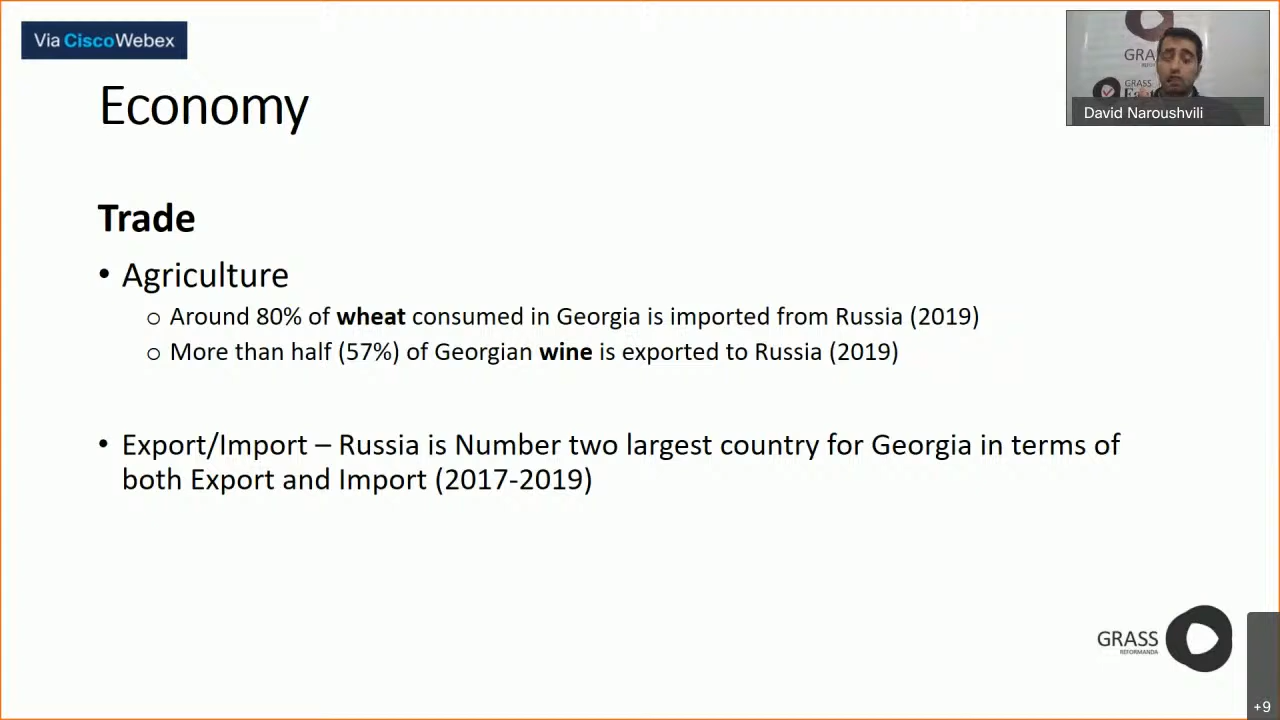 Via CiscoWebex
GRASS
David Naroushvili
Economy
Trade
• Agriculture
o Around 80% of wheat consumed in Georgia is imported from Russia (2019)
o More than half (57%) of Georgian wine is exported to Russia (2019)
• Export/Import – Russia is Number two largest country for Georgia in terms of
both Export and Import (2017-2019)
GRASS
REFORMANDA
+9